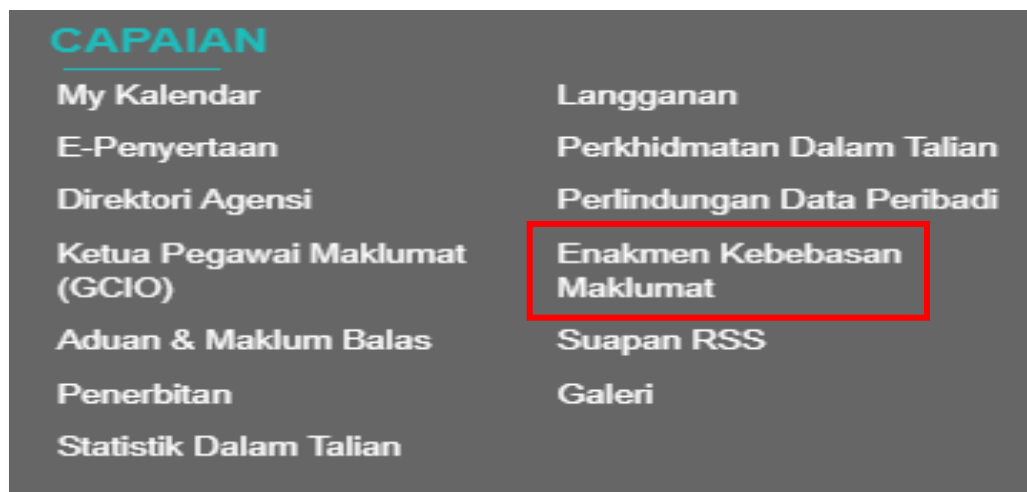 CAPAIAN
My Kalendar
E-Penyertaan
Direktori Agensi
Ketua Pegawai Maklumat
(GCIO)
Aduan & Maklum Balas
Penerbitan
Statistik Dalam Talian
Langganan
Perkhidmatan Dalam Talian
Perlindungan Data Peribadi
Enakmen Kebebasan
Maklumat
Suapan RSS
Galeri